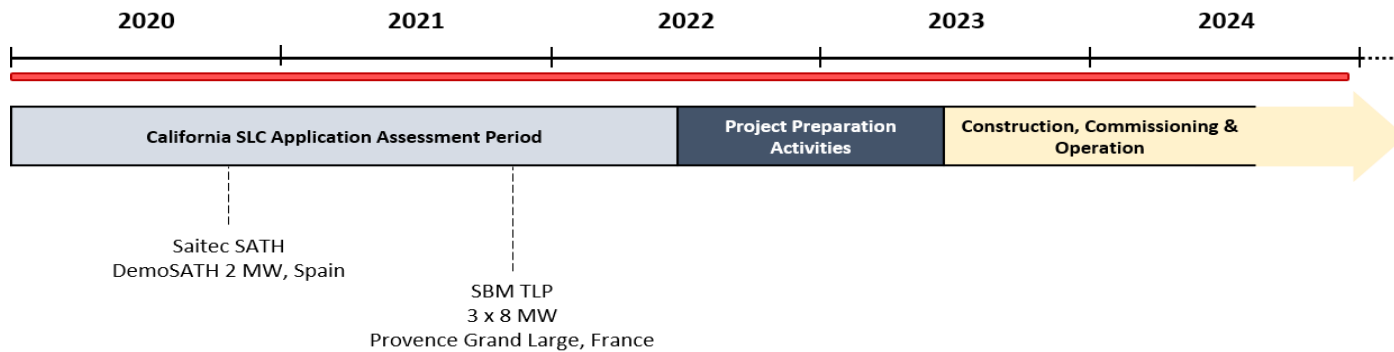 2020 2021 2022 2023 2024
California SLC Application Assessment Period
Project Preparation
Activities
Construction, Commissioning &
Operation
Saitec SATH
DemoSATH 2 MW, Spain
SBM TLP
3 x 8 MW
Provence Grand Large, France